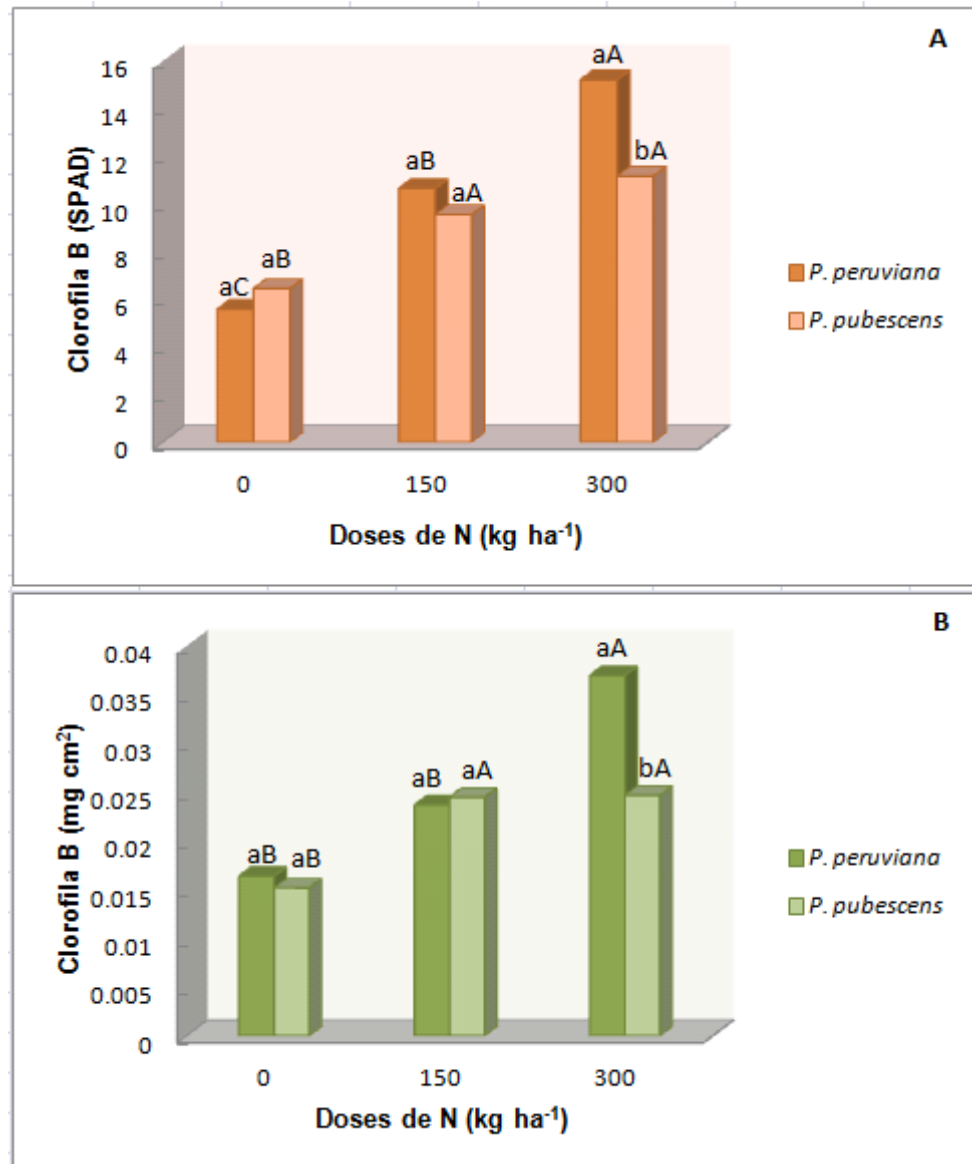 A
Clorofila B (SPAD)
16
14
12
10
8
6
4
2
0
aC
aB
aB
aA
aA
bA
0 150 300
Doses de N (kg ha⁻¹)
P. peruviana
P. pubescens
B
Clorofila B (mg cm²)
0.04
0.035
0.03
0.025
0.02
0.015
0.01
0.005
0
aB
aB
aB
aA
aA
bA
0 150 300
Doses de N (kg ha⁻¹)
P. peruviana
P. pubescens